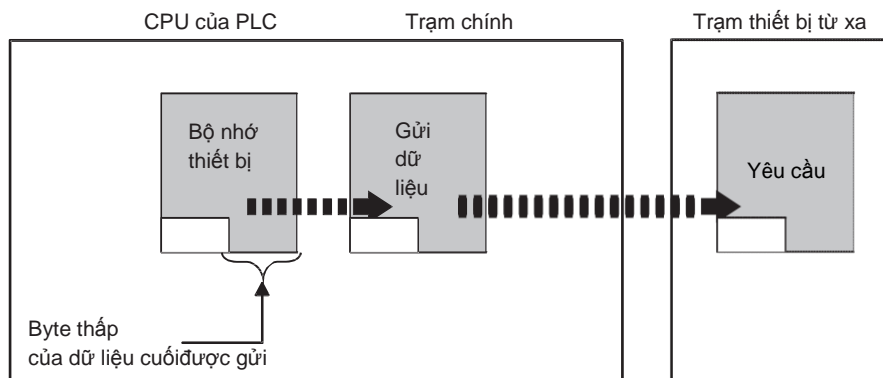 CPU của PLC
Trạm chính
Trạm thiết bị từ xa
Bộ nhớ
thiết bị
Gửi
dữ
liệu
Yêu cầu
Byte thấp
của dữ liệu cuốiđược gửi